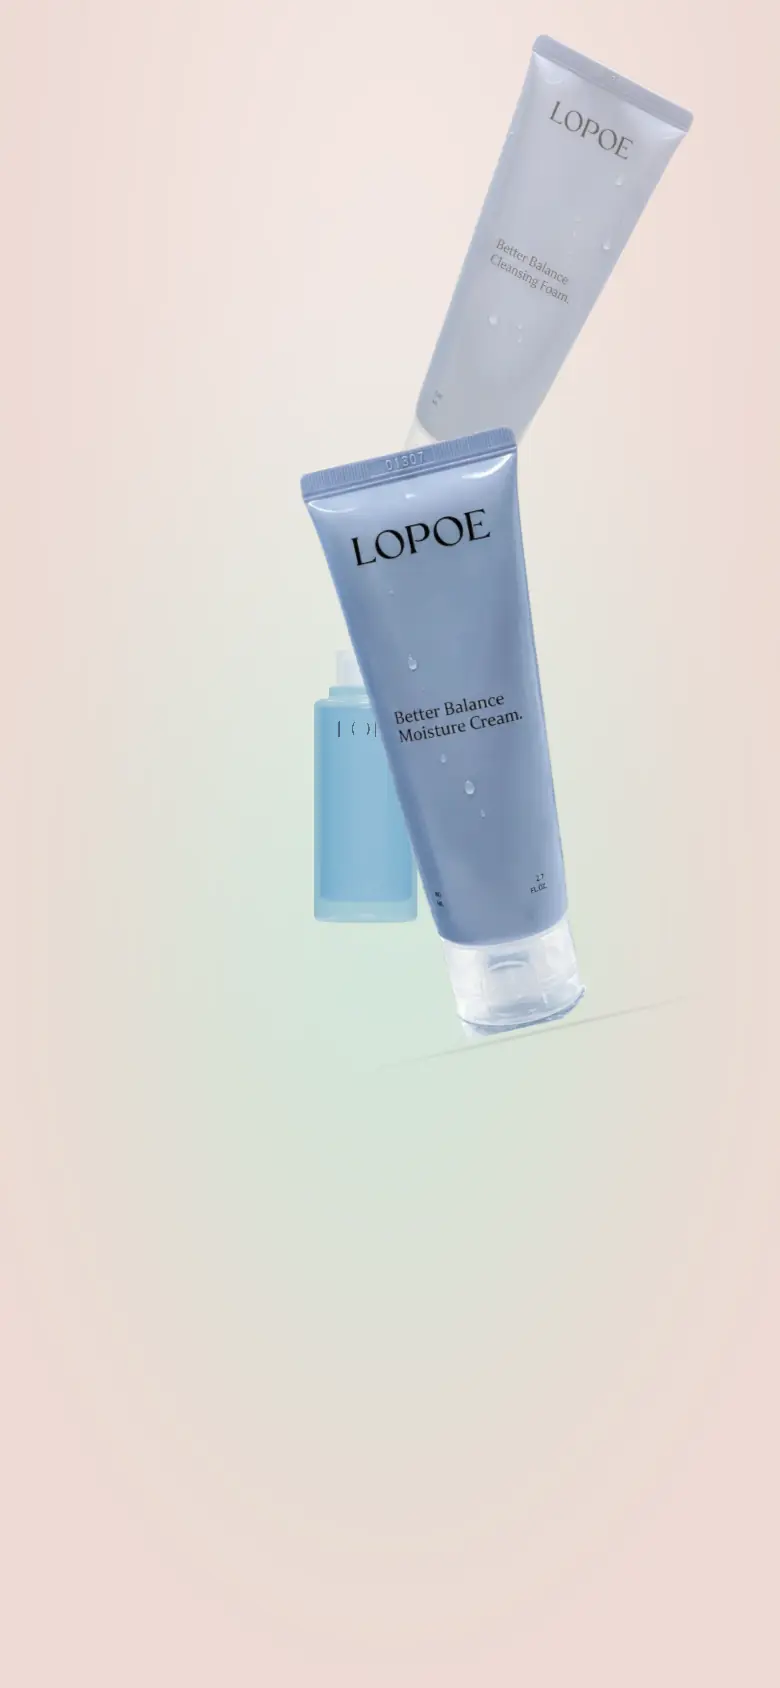 LOPOE
Better Balance
Cleansing Foam.
01307
LOPOE
Better Balance
Moisture Cream.
2.7
FL.OZ.